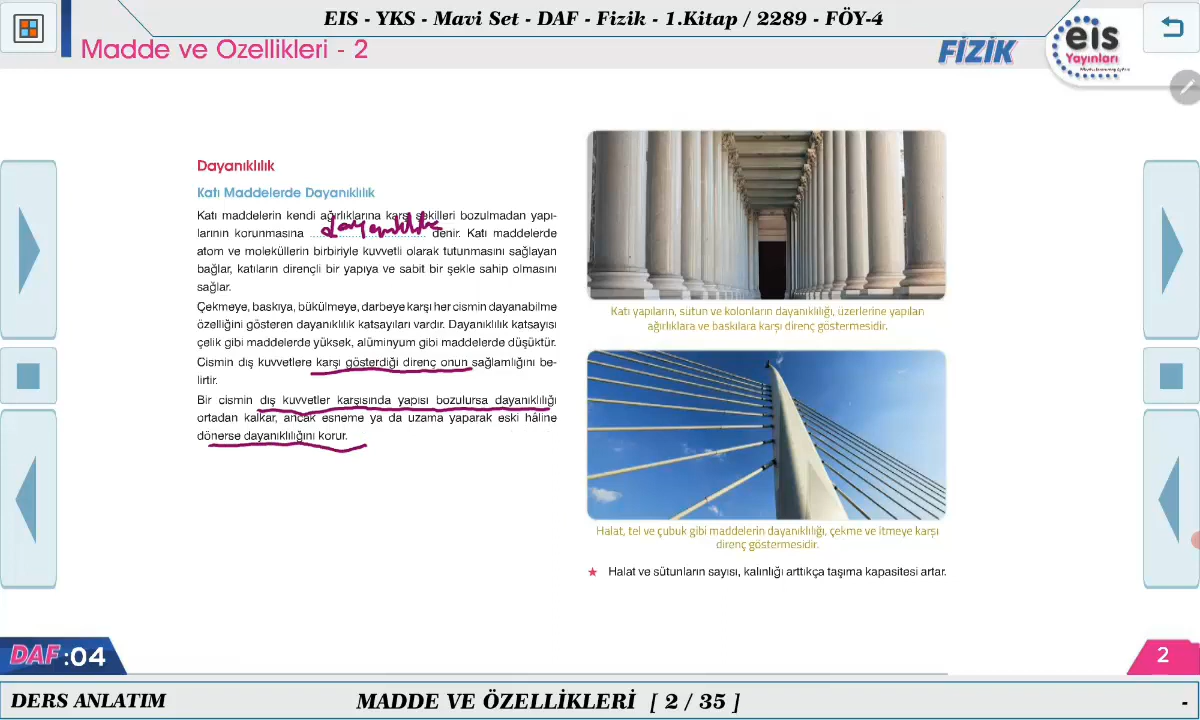 EIS - YKS - Mavi Set - DAF - Fizik - 1.Kitap / 2289 - FÖY-4
Madde ve Özellikleri - 2
FİZİK
eis
Yayınları
Dayanıklılık
Katı Maddelerde Dayanıklılık
Katı maddelerin kendi ağırlıklarına karşı şekilleri bozulmadan yapı-
larının korunmasına dayanıklılık denir. Katı maddelerde
atom ve moleküllerin birbiriyle kuvvetli olarak tutunmasını sağlayan
bağlar, katıların dirençli bir yapıya ve sabit bir şekle sahip olmasını
sağlar.
Çekmeye, baskıya, bükülmeye, darbeye karşı her cismin dayanabilme
özelliğini gösteren dayanıklılık katsayıları vardır. Dayanıklılık katsayısı
çelik gibi maddelerde yüksek, alüminyum gibi maddelerde düşüktür.
Cismin dış kuvvetlere karşı gösterdiği direnç onun sağlamlığını be-
lirtir.
Bir cismin dış kuvvetler karşısında yapısı bozulursa dayanıklılığı
ortadan kalkar, ancak esneme ya da uzama yaparak eski hâline
dönerse dayanıklılığını korur.
Katı yapıların, sütun ve kolonların dayanıklılığı, üzerlerine yapılan
ağırlıklara ve baskılara karşı direnç göstermesidir.
Halat, tel ve çubuk gibi maddelerin dayanıklılığı, çekme ve itmeye karşı
direnç göstermesidir.
★ Halat ve sütunların sayısı, kalınlığı arttıkça taşıma kapasitesi artar.
DAF :04
2
DERS ANLATIM
MADDE VE ÖZELLİKLERİ [ 2 / 35 ]
-